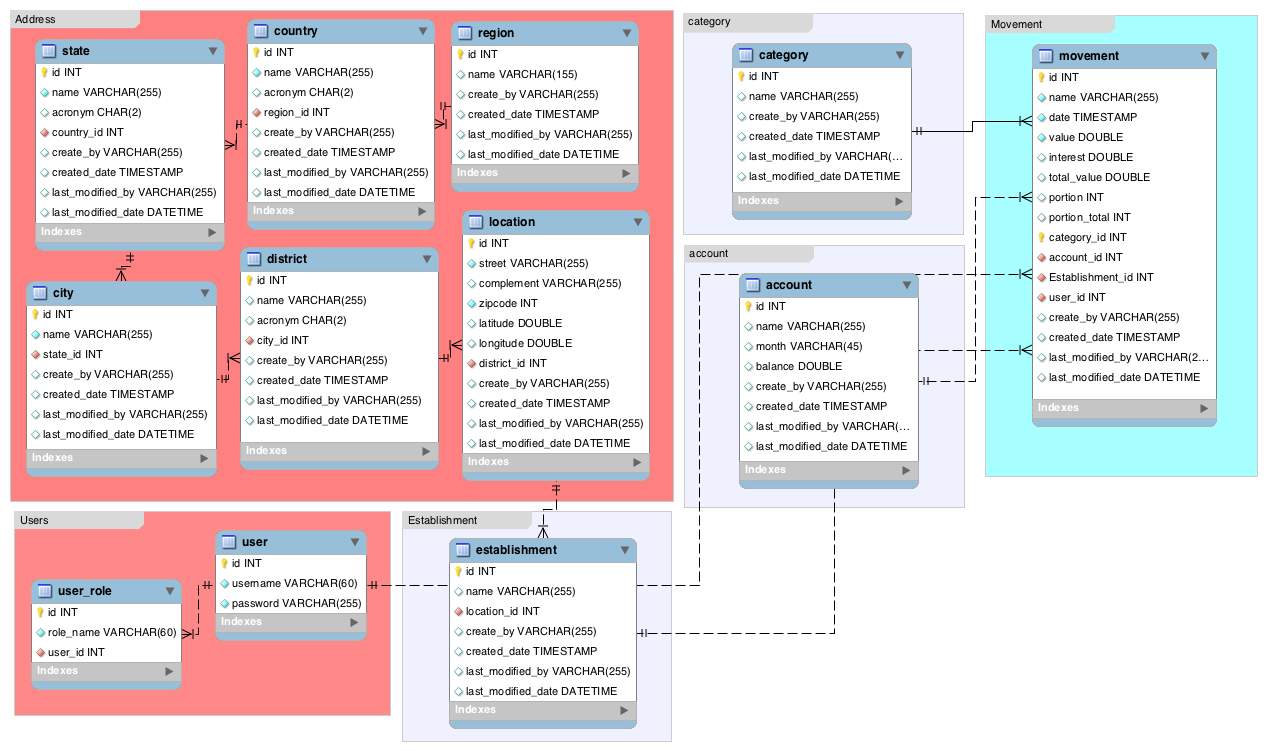 Address
state
id INT
name VARCHAR(255)
acronym CHAR(2)
country_id INT
create_by VARCHAR(255)
created_date TIMESTAMP
last_modified_by VARCHAR(255)
last_modified_date DATETIME
Indexes
country
id INT
name VARCHAR(255)
acronym CHAR(2)
region_id INT
create_by VARCHAR(255)
created_date TIMESTAMP
last_modified_by VARCHAR(255)
last_modified_date DATETIME
Indexes
region
id INT
name VARCHAR(155)
create_by VARCHAR(255)
created_date TIMESTAMP
last_modified_by VARCHAR(255)
last_modified_date DATETIME
Indexes
city
id INT
name VARCHAR(255)
state_id INT
create_by VARCHAR(255)
created_date TIMESTAMP
last_modified_by VARCHAR(255)
last_modified_date DATETIME
Indexes
district
id INT
name VARCHAR(255)
acronym CHAR(2)
city_id INT
create_by VARCHAR(255)
created_date TIMESTAMP
last_modified_by VARCHAR(255)
last_modified_date DATETIME
Indexes
location
id INT
street VARCHAR(255)
complement VARCHAR(255)
zipcode INT
latitude DOUBLE
longitude DOUBLE
district_id INT
create_by VARCHAR(255)
created_date TIMESTAMP
last_modified_by VARCHAR(255)
last_modified_date DATETIME
Indexes
category
category
id INT
name VARCHAR(255)
create_by VARCHAR(255)
created_date TIMESTAMP
last_modified_by VARCHAR(...
last_modified_date DATETIME
Indexes
account
account
id INT
name VARCHAR(255)
month VARCHAR(45)
balance DOUBLE
create_by VARCHAR(255)
created_date TIMESTAMP
last_modified_by VARCHAR(...
last_modified_date DATETIME
Indexes
Movement
movement
id INT
name VARCHAR(255)
date TIMESTAMP
value DOUBLE
interest DOUBLE
total_value DOUBLE
portion INT
portion_total INT
category_id INT
account_id INT
Establishment_id INT
user_id INT
create_by VARCHAR(255)
created_date TIMESTAMP
last_modified_by VARCHAR(2...
last_modified_date DATETIME
Indexes
Users
user_role
id INT
role_name VARCHAR(60)
user_id INT
Indexes
user
id INT
username VARCHAR(60)
password VARCHAR(255)
Indexes
Establishment
establishment
id INT
name VARCHAR(255)
location_id INT
create_by VARCHAR(255)
created_date TIMESTAMP
last_modified_by VARCHAR(255)
last_modified_date DATETIME
Indexes